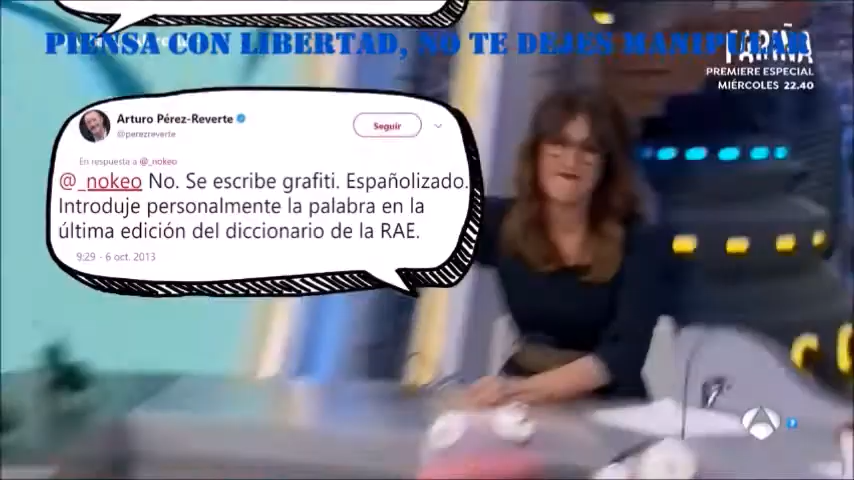 PIENSA CON LIBERTAD, NO TE DEJES MANIPULAR
FARIÑA
PREMIERE ESPECIAL
MIÉRCOLES 22.40
Arturo Pérez-Reverte
@perezreverte
Seguir
En respuesta a @_nokeo
@_nokeo No. Se escribe grafiti. Españolizado.
Introduje personalmente la palabra en la
última edición del diccionario de la RAE.
9:29 - 6 oct. 2013